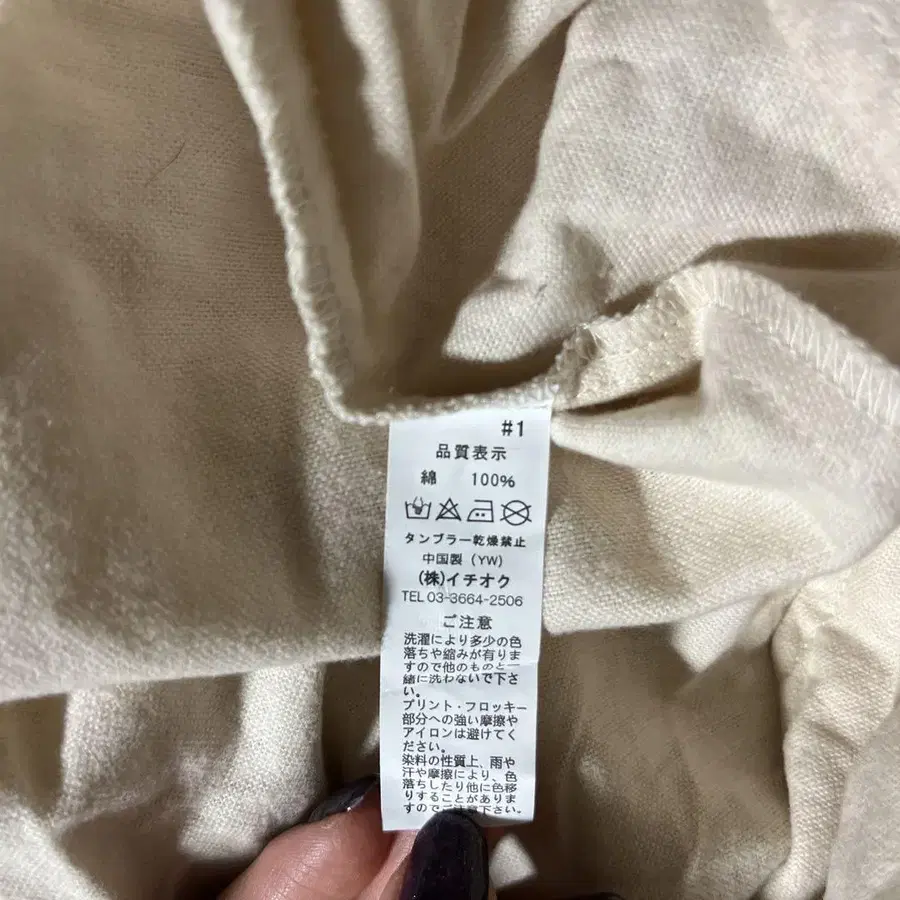 #1
品質表示
綿 100%
タンブラー乾燥禁止
中国製 (YW)
(株)イチオク
TEL 03-3664-2506
ご注意
洗濯により多少の色
落ちや縮みが有りま
すので他のものと一
緒に洗わないで下さ
い。
プリント・フロッキー
部分への強い摩擦や
アイロンは避けてく
ださい。
染料の性質上、雨や
汗や摩擦により、色
落ちしたり他に色移
りすることがありま
すのでご注意下さい。